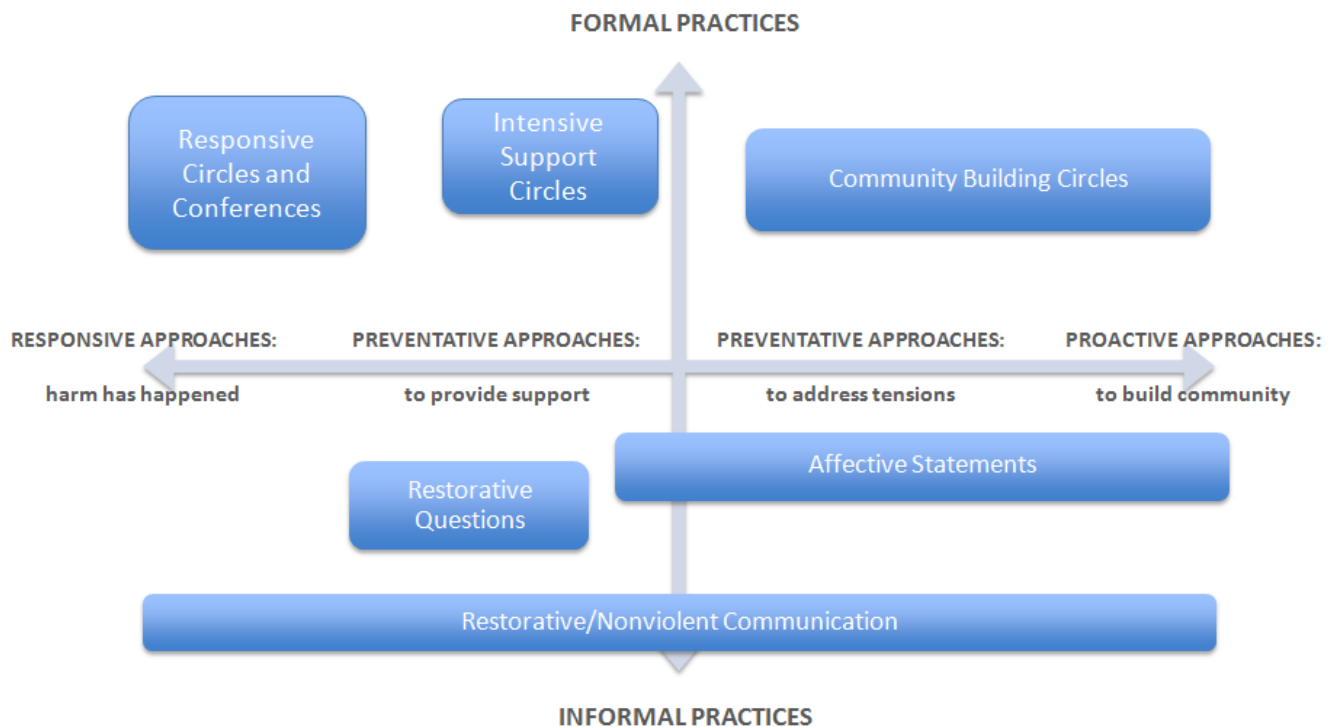 FORMAL PRACTICES
Responsive
Circles and
Conferences
Intensive
Support
Circles
Community Building Circles
RESPONSIVE APPROACHES:
harm has happened
PREVENTATIVE APPROACHES:
to provide support
PREVENTATIVE APPROACHES:
to address tensions
PROACTIVE APPROACHES:
to build community
Affective Statements
Restorative
Questions
Restorative/Nonviolent Communication
INFORMAL PRACTICES